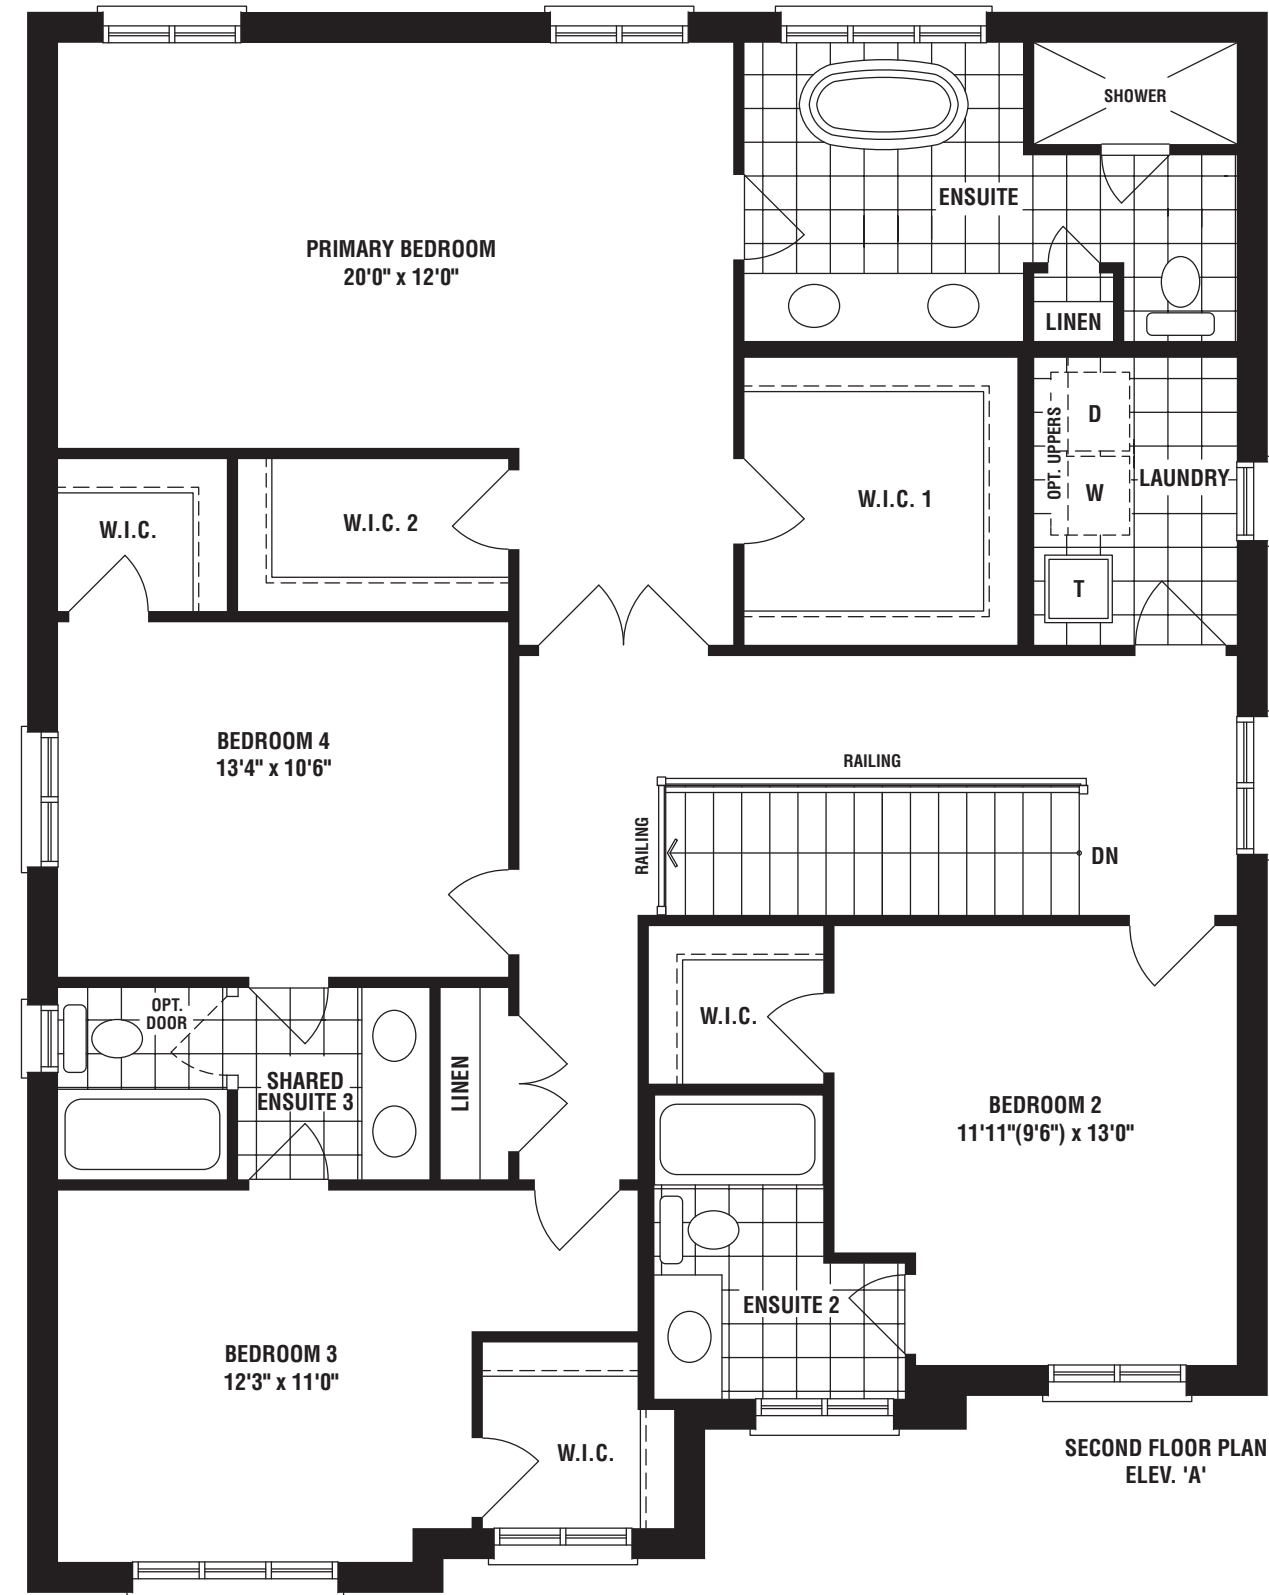 SHOWER
ENSUITE
PRIMARY BEDROOM
20'0" x 12'0"
LINEN
OPT. UPPERS
D
W
LAUNDRY
W.I.C. 1
W.I.C. 2
W.I.C.
T
BEDROOM 4
13'4" x 10'6"
RAILING
RAILING
DN
OPT.
DOOR
SHARED
ENSUITE 3
LINEN
W.I.C.
BEDROOM 2
11'11"(9'6") x 13'0"
ENSUITE 2
BEDROOM 3
12'3" x 11'0"
W.I.C.
SECOND FLOOR PLAN
ELEV. 'A'